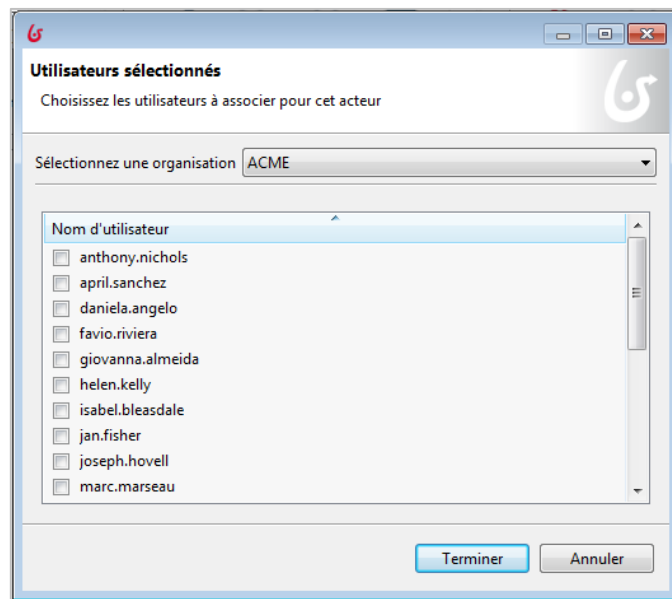 Utilisateurs sélectionnés
Choisissez les utilisateurs à associer pour cet acteur
Sélectionnez une organisation ACME
Nom d'utilisateur
anthony.nichols
april.sanchez
daniela.angelo
favio.riviera
giovanna.almeida
helen.kelly
isabel.bleasdale
jan.fisher
joseph.hovell
marc.marseau
Terminer Annuler